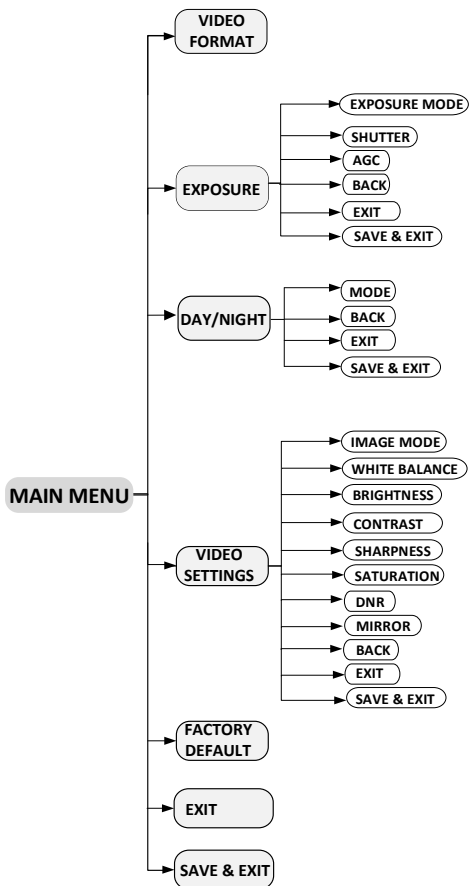 VIDEO
FORMAT
EXPOSURE MODE
SHUTTER
AGC
EXPOSURE
BACK
EXIT
SAVE & EXIT
MODE
DAY/NIGHT
BACK
EXIT
SAVE & EXIT
IMAGE MODE
WHITE BALANCE
MAIN MENU
BRIGHTNESS
CONTRAST
VIDEO
SETTINGS
SHARPNESS
SATURATION
DNR
MIRROR
BACK
EXIT
SAVE & EXIT
FACTORY
DEFAULT
EXIT
SAVE & EXIT